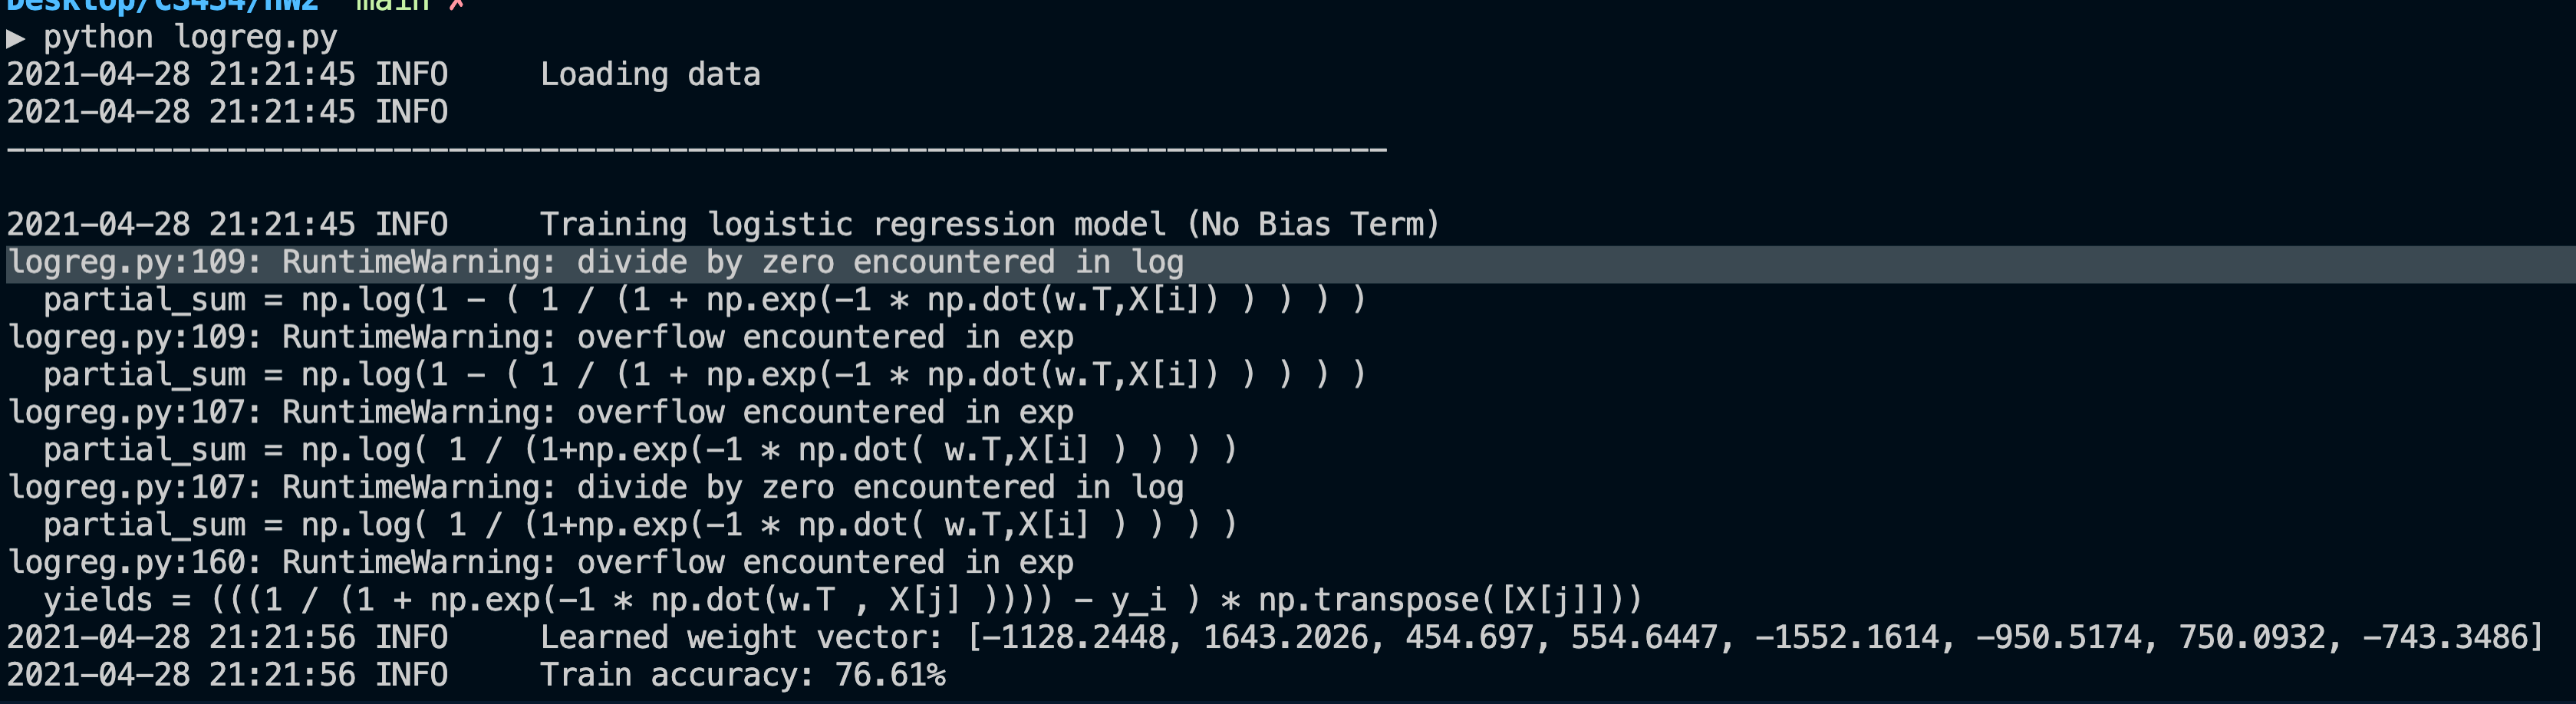 Desktop/CS434/HW2 main ✗
▶ python logreg.py
2021-04-28 21:21:45 INFO     Loading data
2021-04-28 21:21:45 INFO
---------------------------------------------------------------------------
2021-04-28 21:21:45 INFO     Training logistic regression model (No Bias Term)
logreg.py:109: RuntimeWarning: divide by zero encountered in log
  partial_sum = np.log(1 - ( 1 / (1 + np.exp(-1 * np.dot(w.T,X[i]) ) ) ) )
logreg.py:109: RuntimeWarning: overflow encountered in exp
  partial_sum = np.log(1 - ( 1 / (1 + np.exp(-1 * np.dot(w.T,X[i]) ) ) ) )
logreg.py:107: RuntimeWarning: overflow encountered in exp
  partial_sum = np.log( 1 / (1+np.exp(-1 * np.dot( w.T,X[i] ) ) ) )
logreg.py:107: RuntimeWarning: divide by zero encountered in log
  partial_sum = np.log( 1 / (1+np.exp(-1 * np.dot( w.T,X[i] ) ) ) )
logreg.py:160: RuntimeWarning: overflow encountered in exp
  yields = (((1 / (1 + np.exp(-1 * np.dot(w.T , X[j] )))) - y_i ) * np.transpose([X[j]]))
2021-04-28 21:21:56 INFO     Learned weight vector: [-1128.2448, 1643.2026, 454.697, 554.6447, -1552.1614, -950.5174, 750.0932, -743.3486]
2021-04-28 21:21:56 INFO     Train accuracy: 76.61%